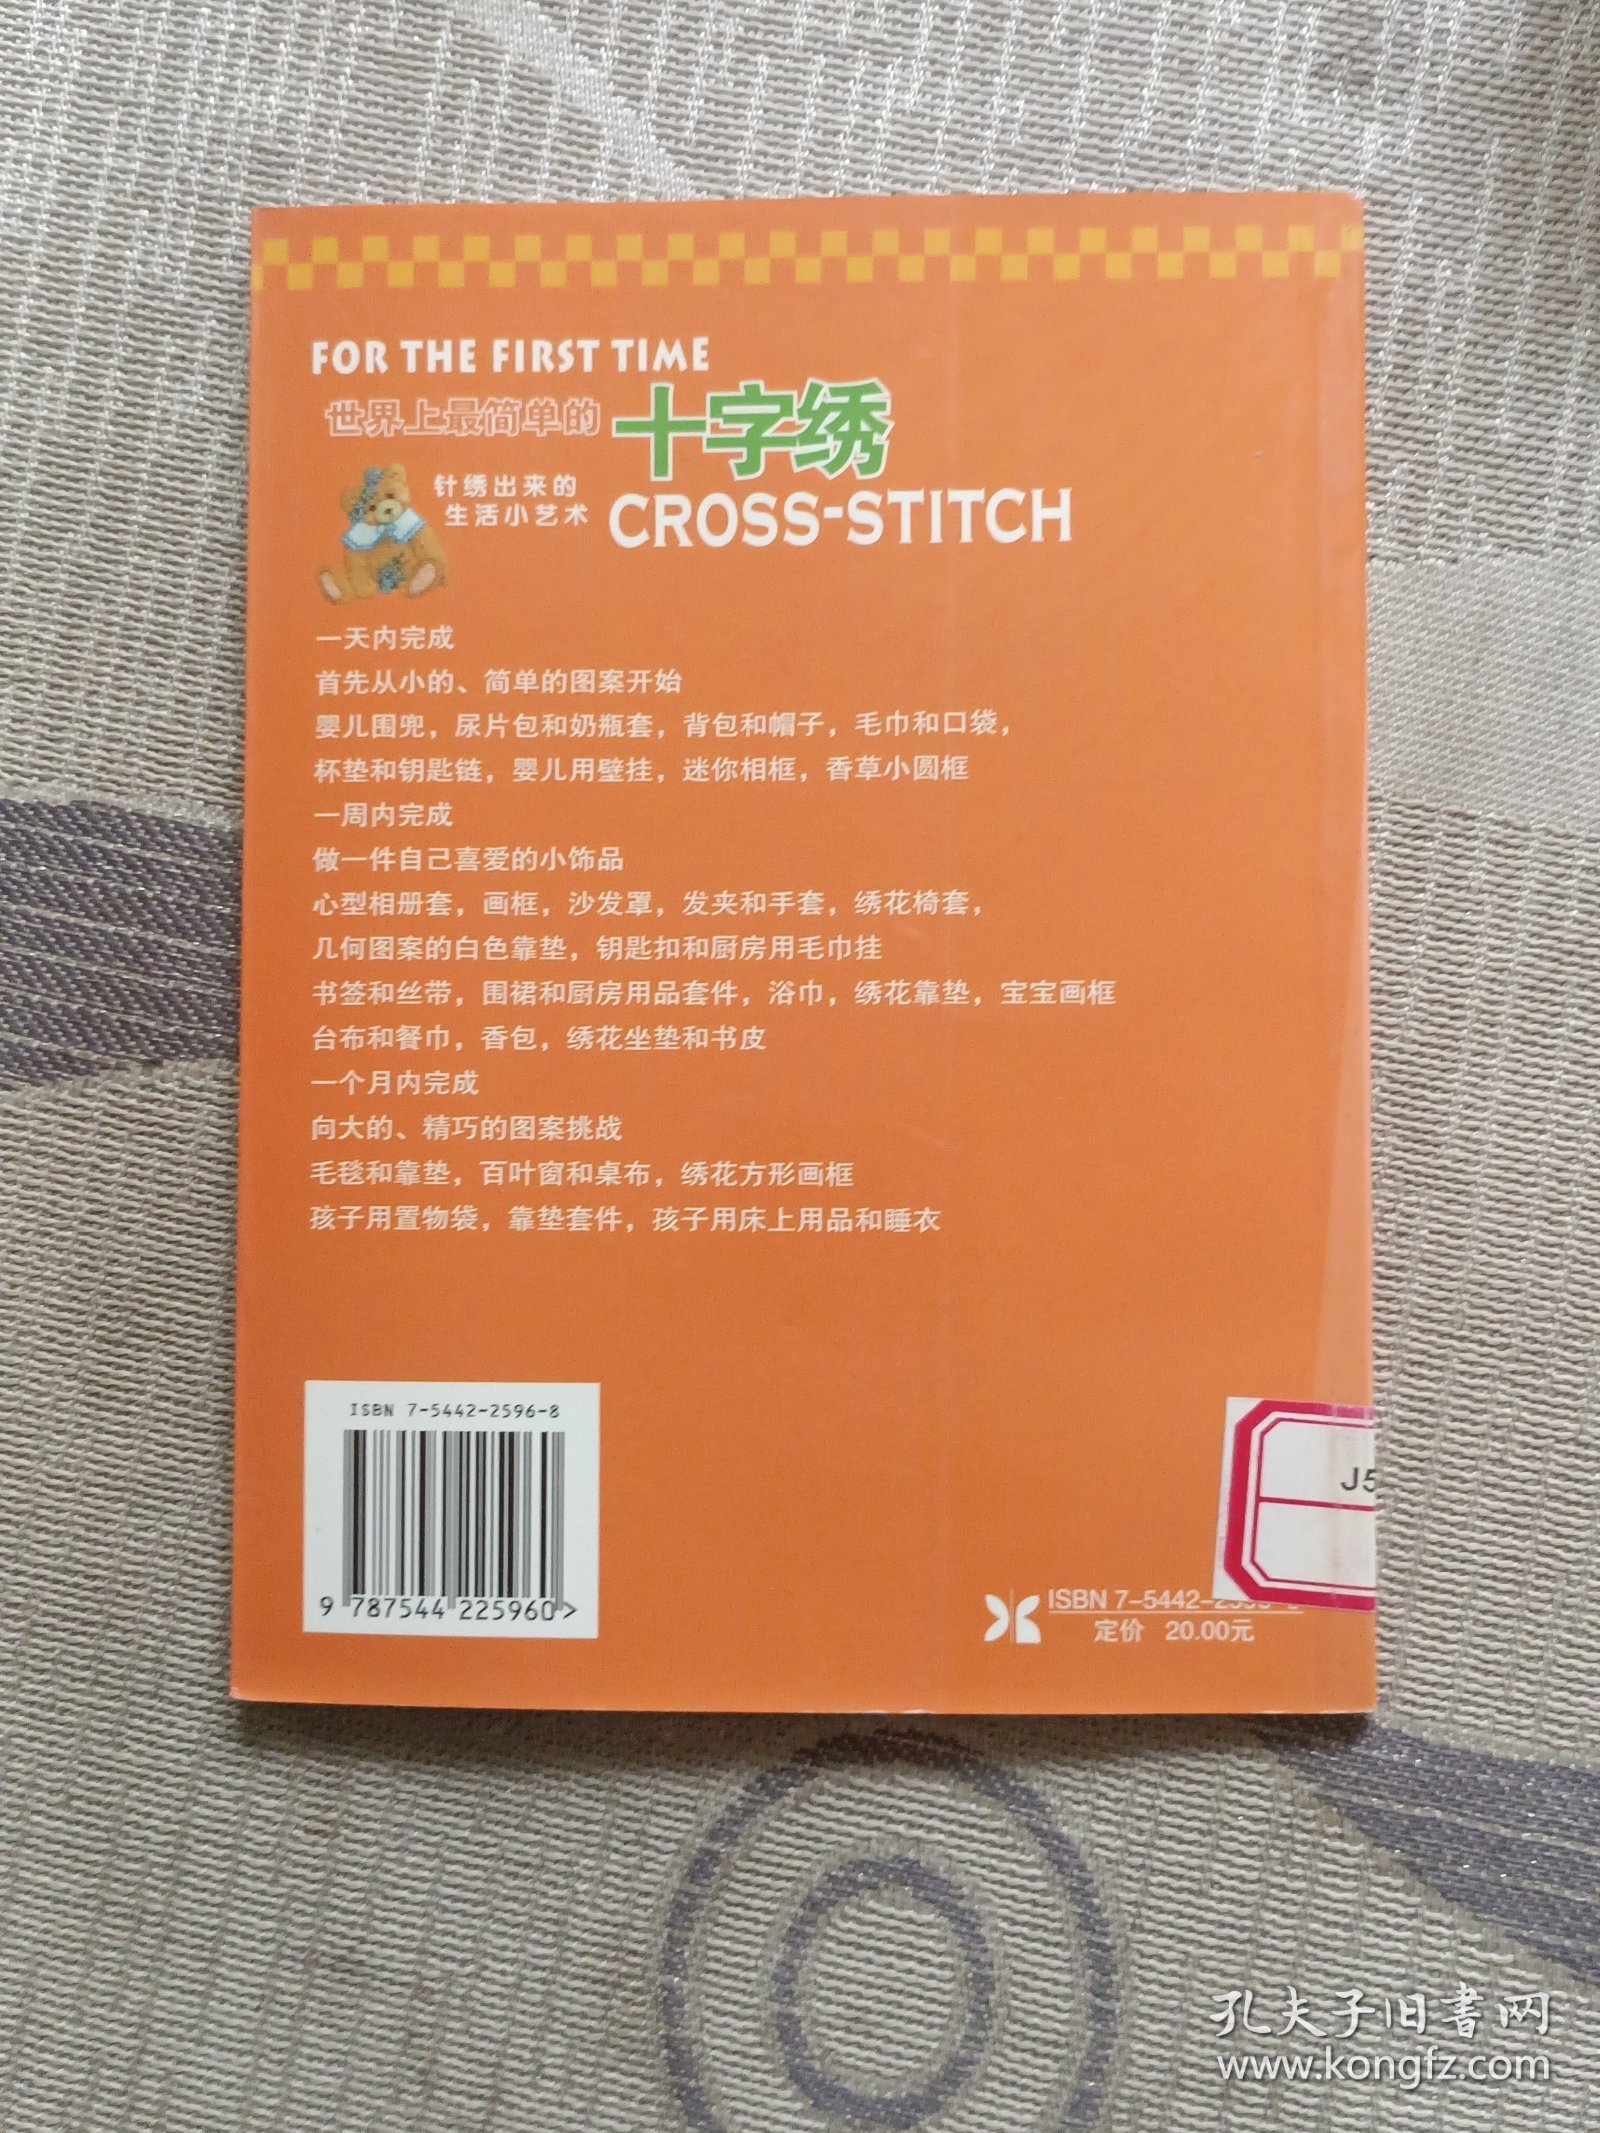 FOR THE FIRST TIME
世界上最简单的
十字绣
针绣出来的
生活小艺术
CROSS-STITCH
一天内完成
首先从小的、简单的图案开始
婴儿围兜，尿片包和奶瓶套，背包和帽子，毛巾和口袋，
杯垫和钥匙链，婴儿用壁挂，迷你相框，香草小圆框
一周内完成
做一件自己喜爱的小饰品
心型相册套，画框，沙发罩，发夹和手套，绣花椅套，
几何图案的白色靠垫，钥匙扣和厨房用毛巾挂
书签和丝带，围裙和厨房用品套件，浴巾，绣花靠垫，宝宝画框
台布和餐巾，香包，绣花坐垫和书皮
一个月内完成
向大的、精巧的图案挑战
毛毯和靠垫，百叶窗和桌布，绣花方形画框
孩子用置物袋，靠垫套件，孩子用床上用品和睡衣
ISBN 7-5442-2596-8
9 787544 225960 >
J5
ISBN 7-5442-
定价 20.00元
孔夫子旧書网
www.kongfz.com